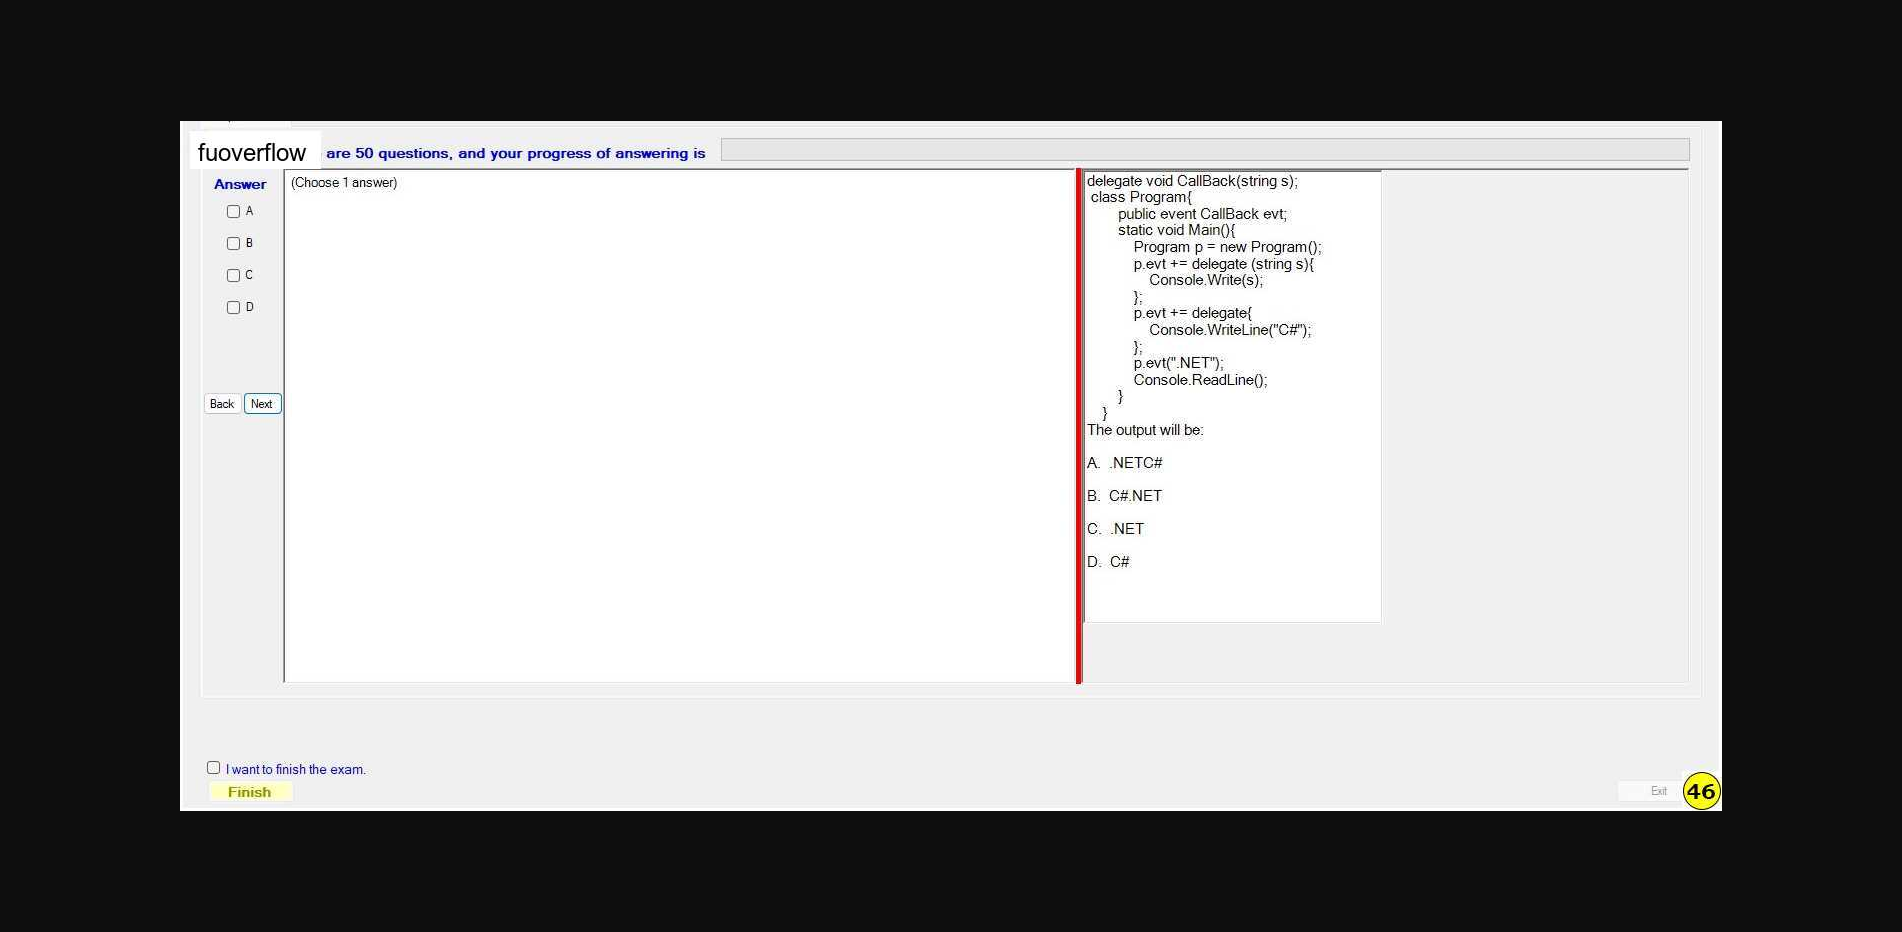 fuoverflow are 50 questions, and your progress of answering is
Answer
(Choose 1 answer)
A
B
C
D
Back Next
delegate void CallBack(string s);
class Program{
public event CallBack evt;
static void Main(){
Program p = new Program();
p.evt += delegate (string s){
Console.Write(s);
};
p.evt += delegate{
Console.WriteLine("C#");
};
p.evt(".NET");
Console.ReadLine();
}
}
The output will be:
A. .NETC#
B. C#.NET
C. .NET
D. C#
I want to finish the exam.
Finish
Exit
46